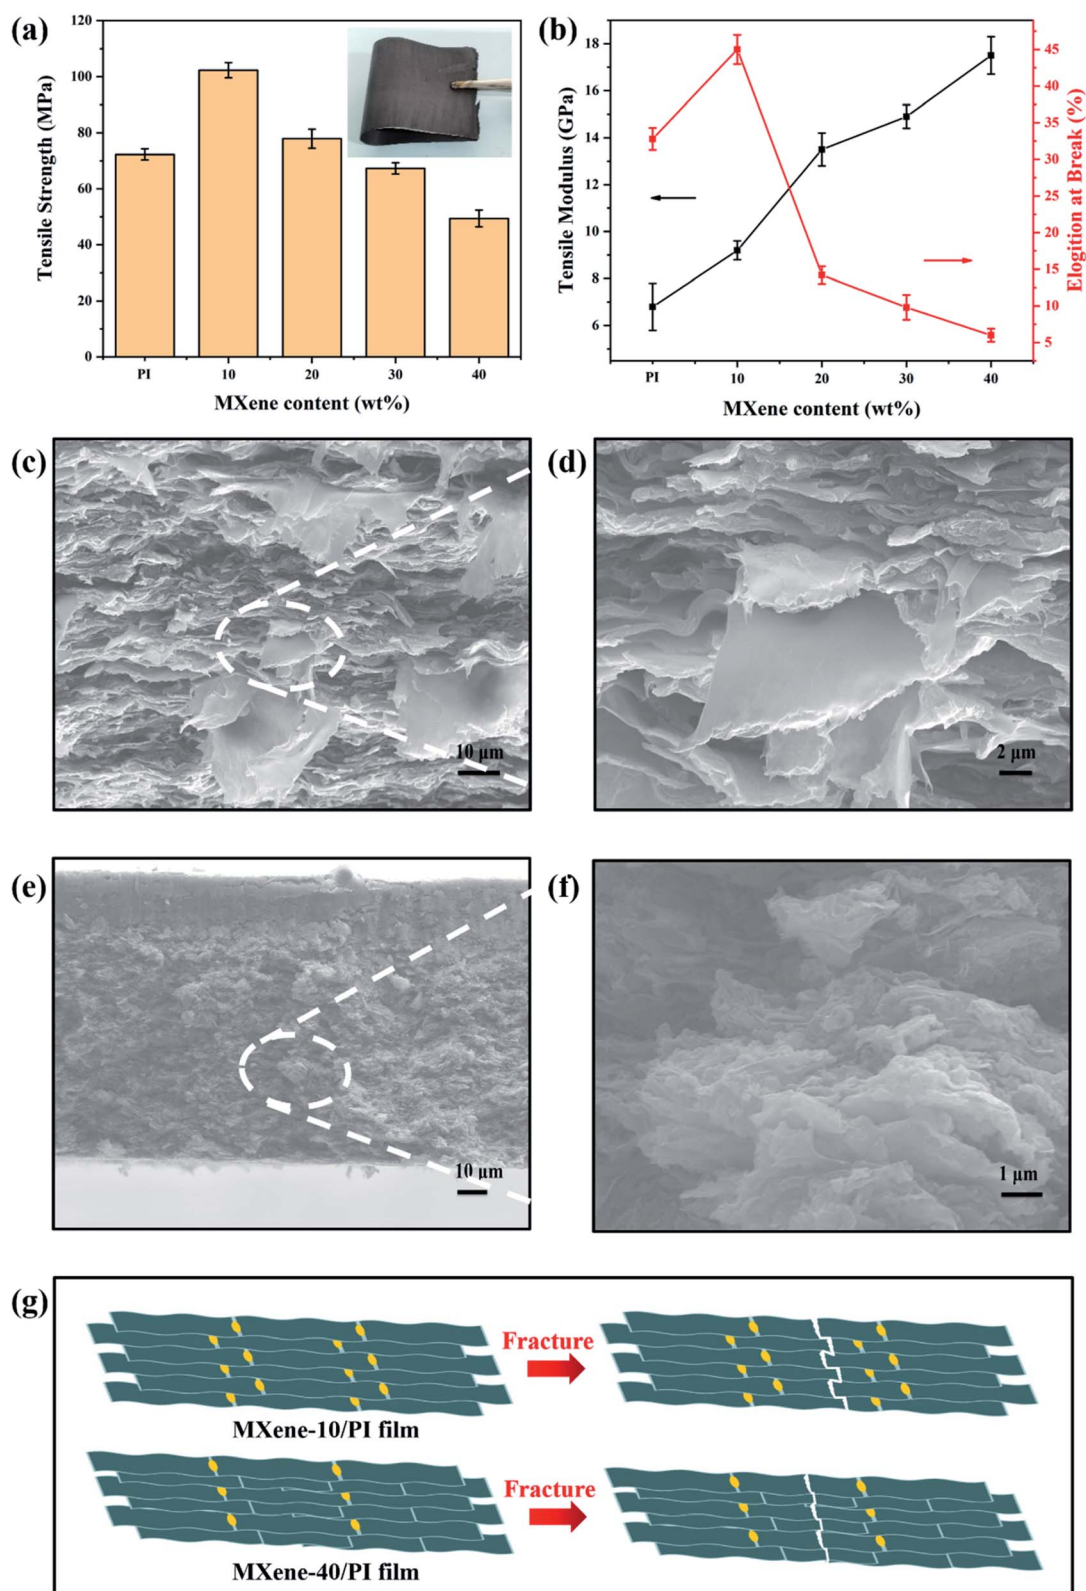 (a)
120
100
80
60
40
20
0
Tensile Strength (MPa)
PI 10 20 30 40
MXene content (wt%)
(b)
18
16
14
12
10
8
6
Tensile Modulus (GPa)
45
40
35
30
25
20
15
10
5
Elogition at Break (%)
PI 10 20 30 40
MXene content (wt%)
(c)
10 μm
(d)
2 μm
(e)
10 μm
(f)
1 μm
(g)
Fracture
MXene-10/PI film
Fracture
MXene-40/PI film